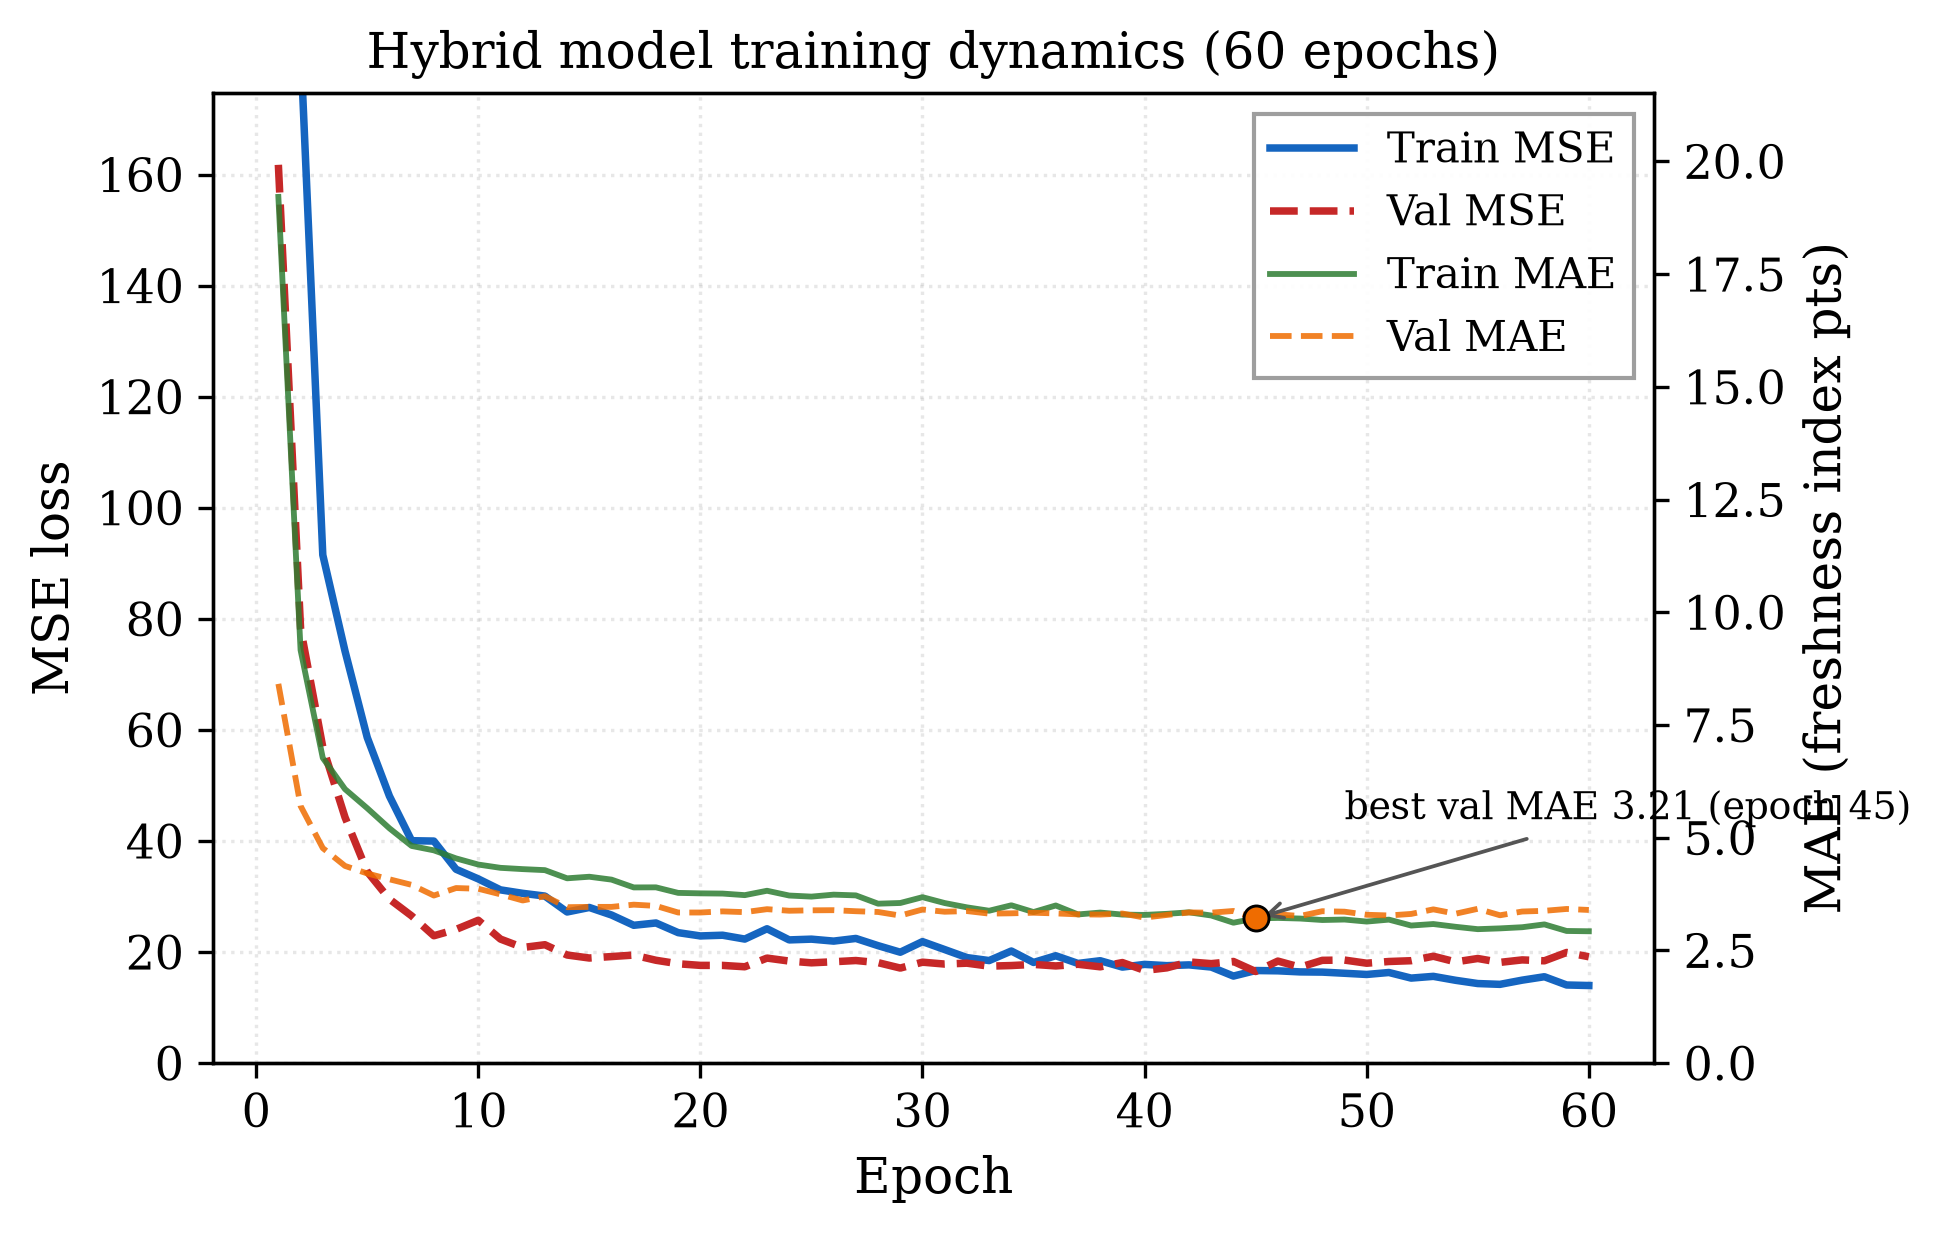 Hybrid model training dynamics (60 epochs)
Train MSE
Val MSE
Train MAE
Val MAE
MSE loss
160
140
120
100
80
60
40
20
0
20.0
17.5
15.0
12.5
10.0
7.5
5.0
2.5
0.0
MAE (freshness index pts)
best val MAE 3.21 (epoch 45)
0 10 20 30 40 50 60
Epoch